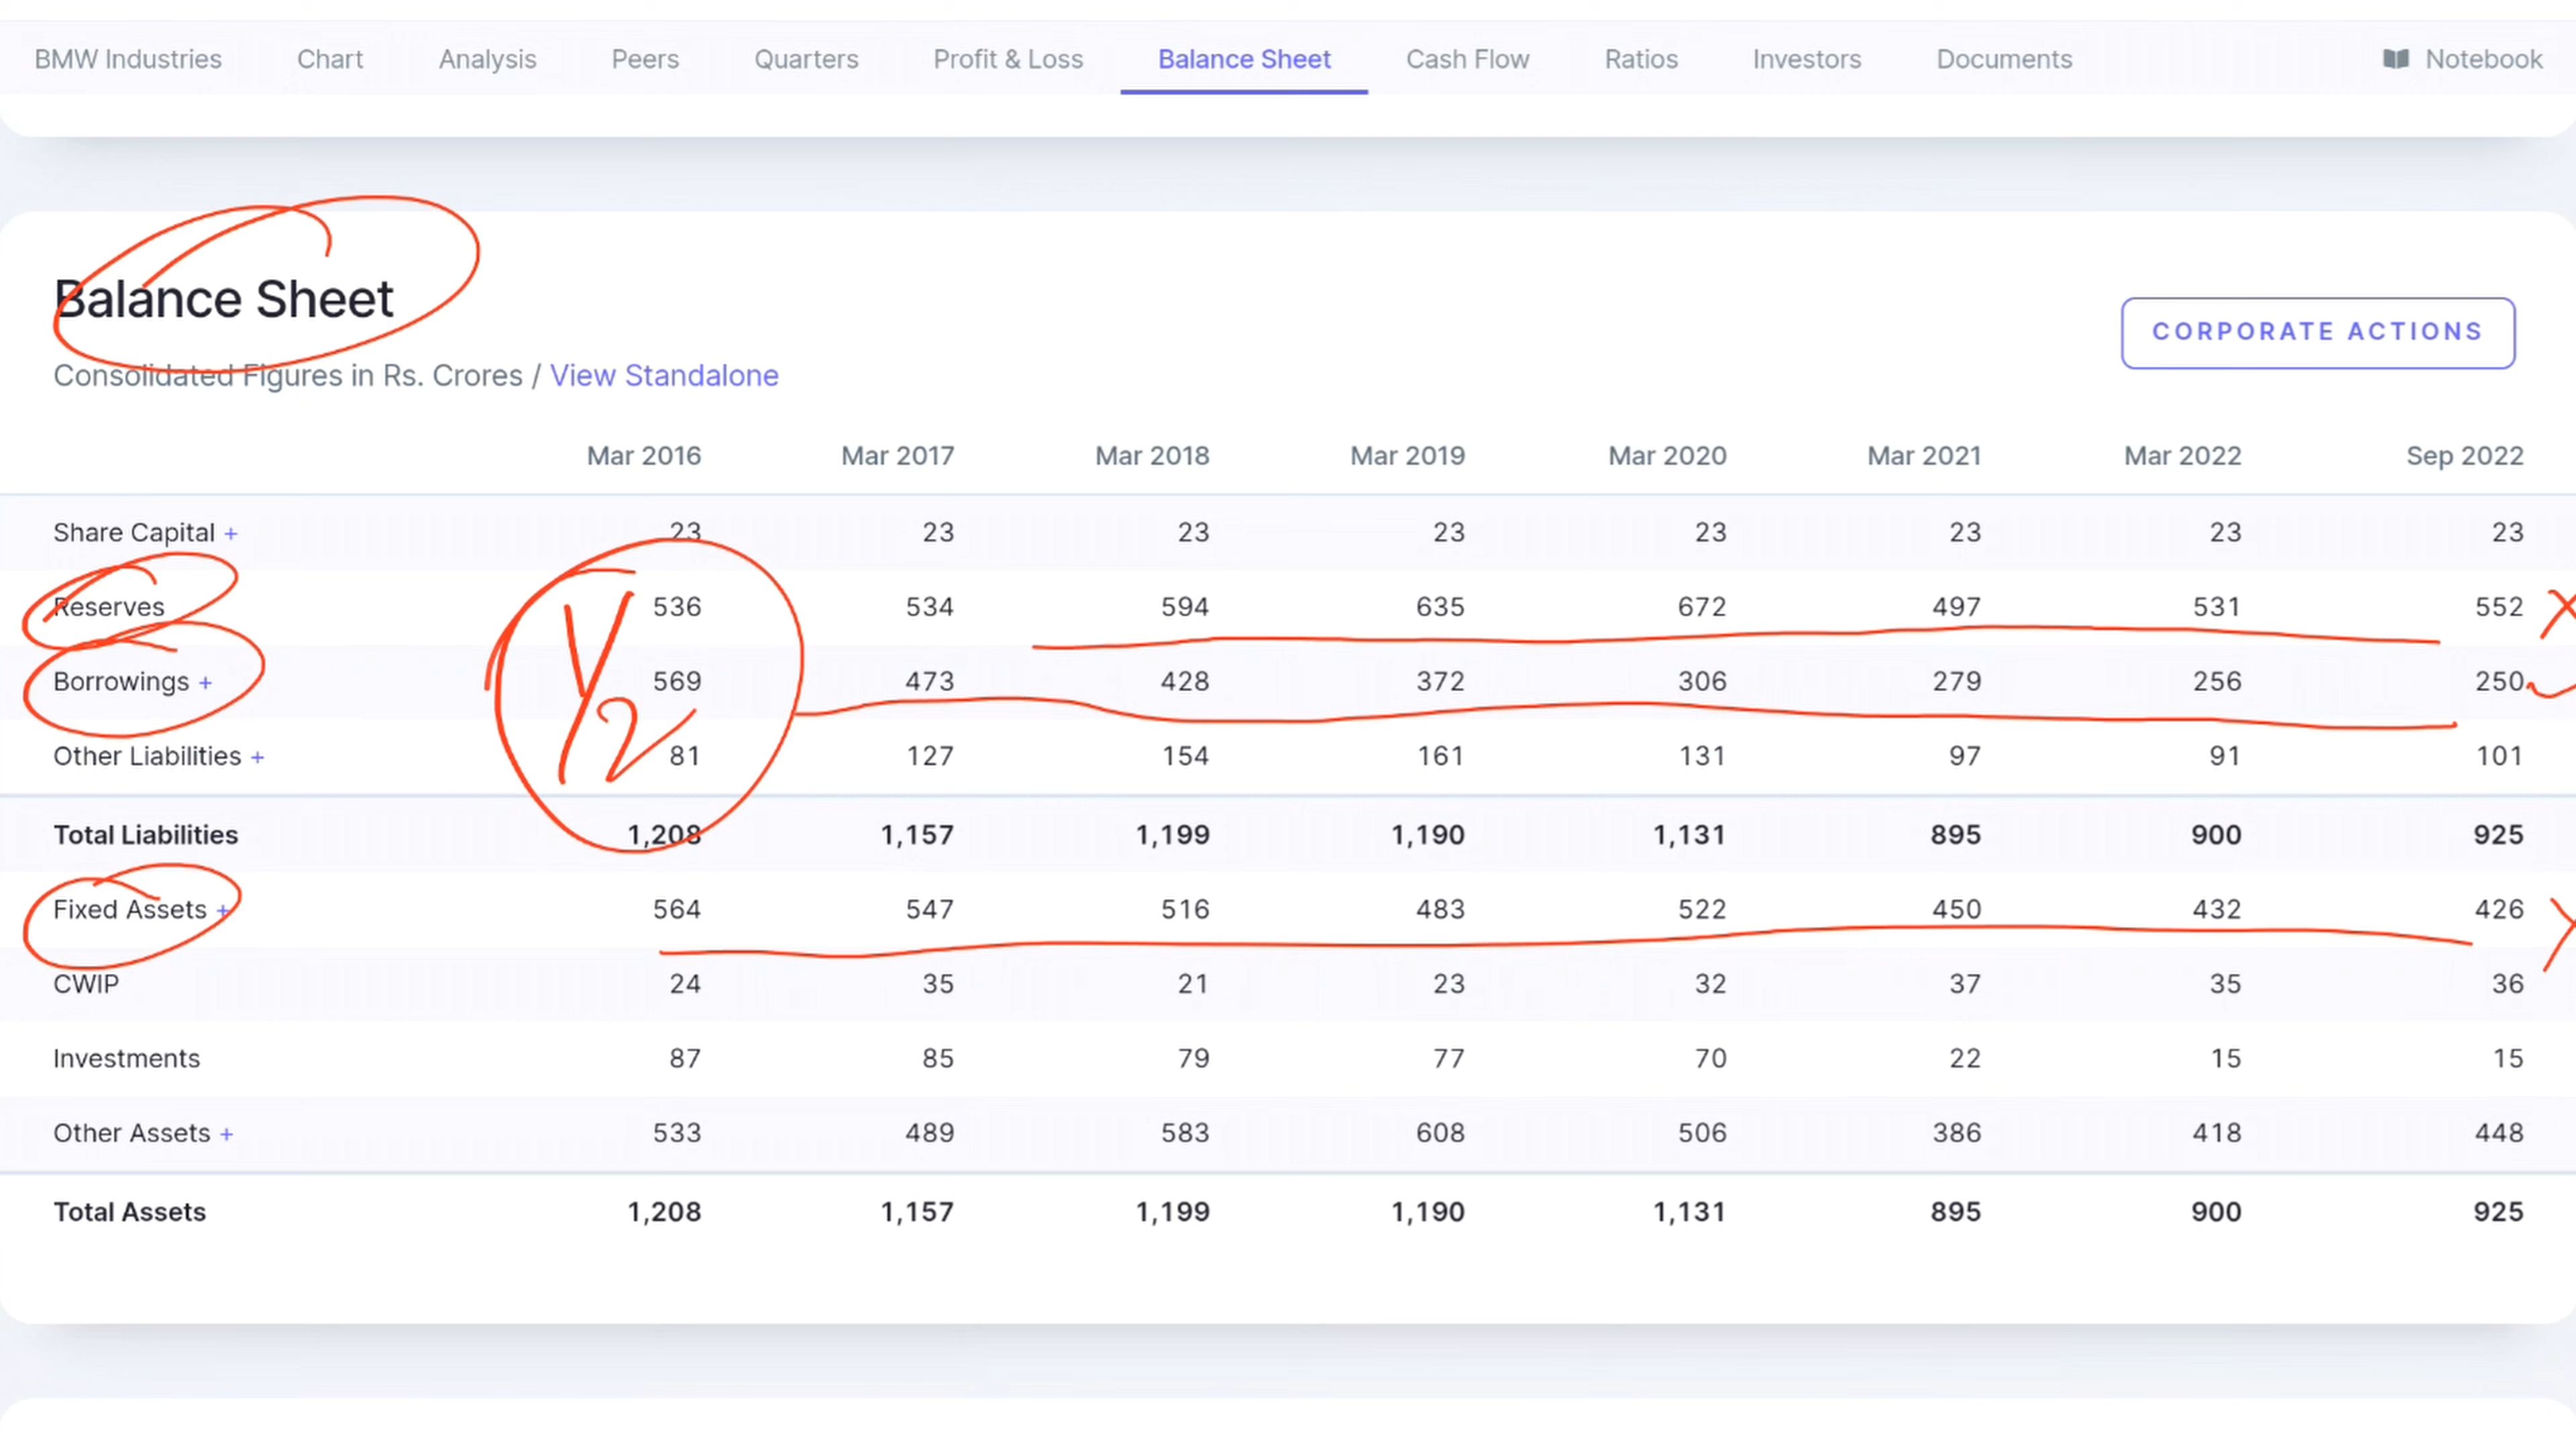 BMW Industries Chart Analysis Peers Quarters Profit & Loss Balance Sheet Cash Flow Ratios Investors Documents Notebook
Balance Sheet
CORPORATE ACTIONS
Consolidated Figures in Rs. Crores / View Standalone
Mar 2016 Mar 2017 Mar 2018 Mar 2019 Mar 2020 Mar 2021 Mar 2022 Sep 2022
Share Capital + 23 23 23 23 23 23 23 23
Reserves 536 534 594 635 672 497 531 552
Borrowings + 569 473 428 372 306 279 256 250
1/2
Other Liabilities + 81 127 154 161 131 97 91 101
Total Liabilities 1,208 1,157 1,199 1,190 1,131 895 900 925
Fixed Assets + 564 547 516 483 522 450 432 426
CWIP 24 35 21 23 32 37 35 36
Investments 87 85 79 77 70 22 15 15
Other Assets + 533 489 583 608 506 386 418 448
Total Assets 1,208 1,157 1,199 1,190 1,131 895 900 925